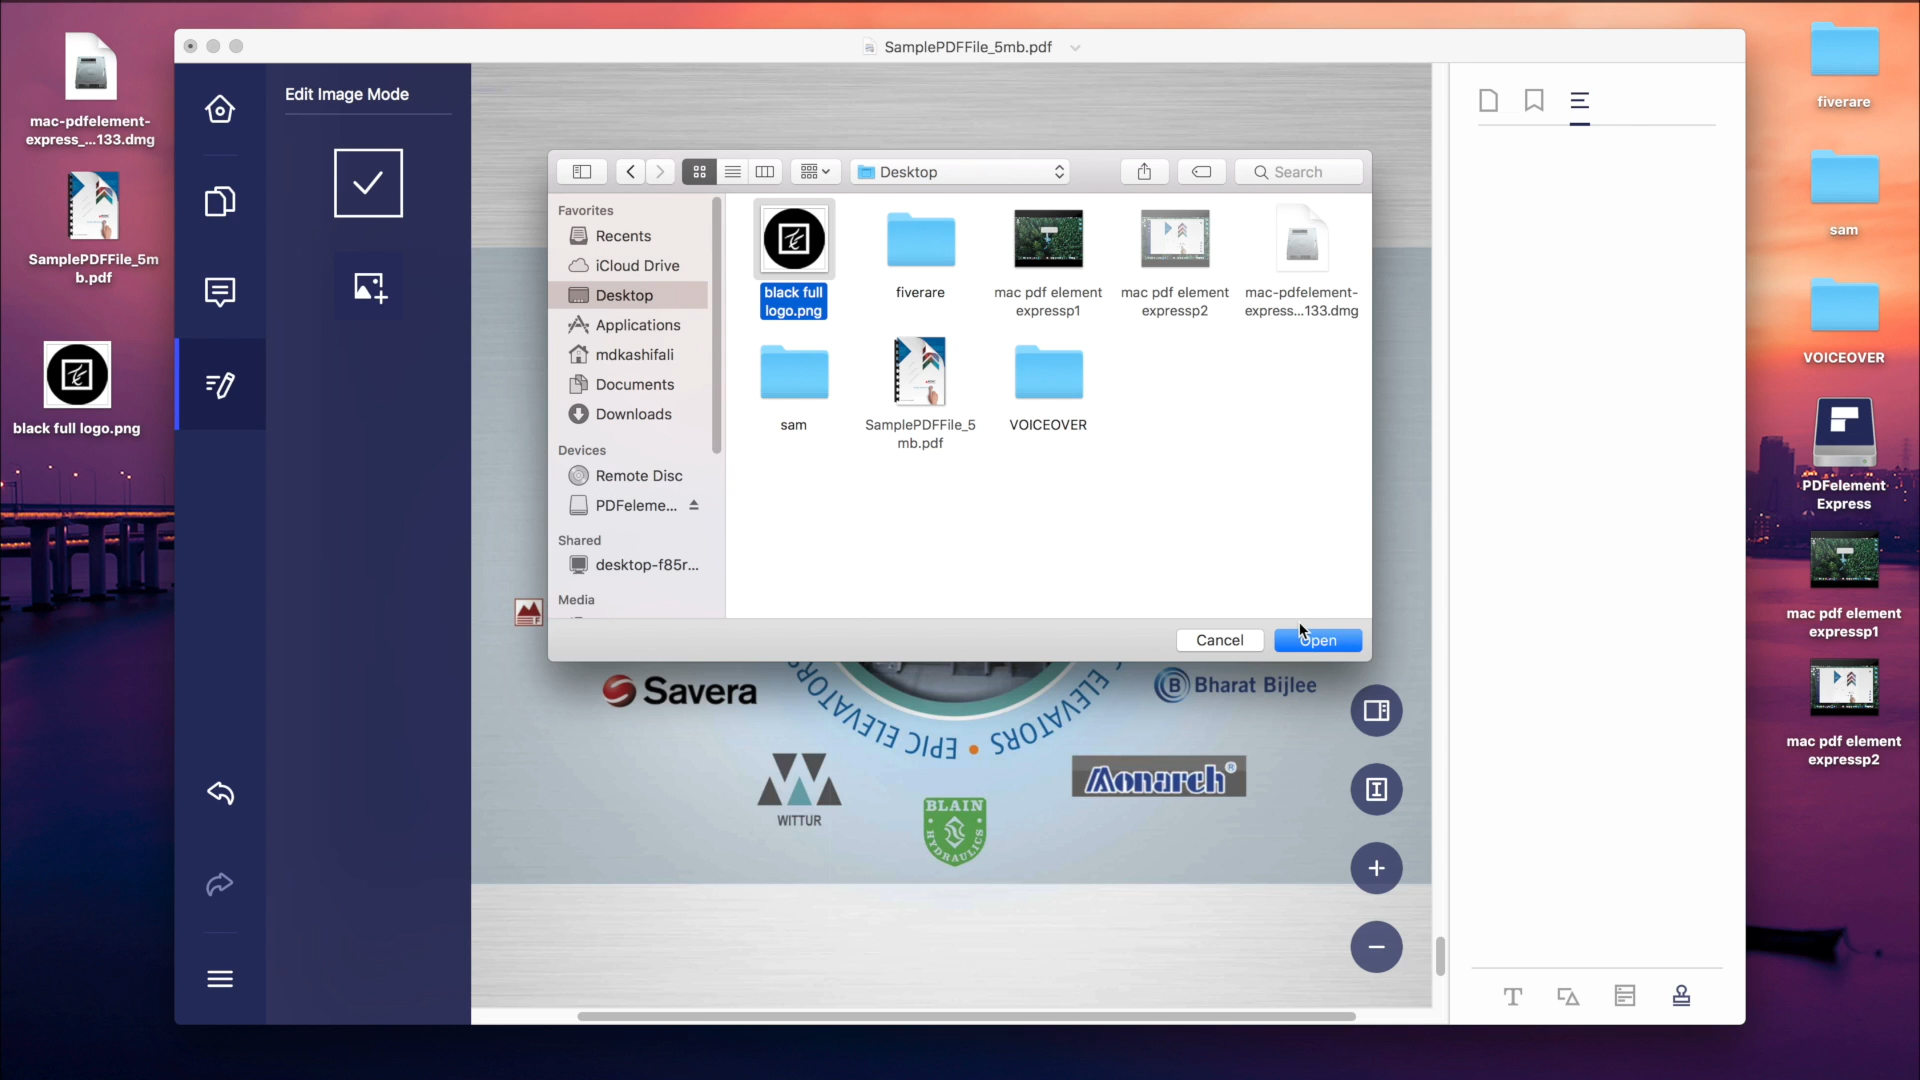 SamplePDFFile_5mb.pdf
Edit Image Mode
mac-pdfelement-
express_...133.dmg
SamplePDFFile_5m
b.pdf
black full logo.png
Desktop
Search
Favorites
Recents
iCloud Drive
Desktop
Applications
mdkashifali
Documents
Downloads
Devices
Remote Disc
PDFeleme...
Shared
desktop-f85r...
Media
black full
logo.png
fiverare
mac pdf element
expressp1
mac pdf element
expressp2
mac-pdfelement-
express...133.dmg
sam
SamplePDFFile_5
mb.pdf
VOICEOVER
Cancel
Open
Savera
ELEVATORS • EPIC ELEVATORS
B Bharat Bijlee
WITTUR
BLAIN
HYDRAULICS
Monarch®
T
fiverare
sam
VOICEOVER
PDFelement
Express
mac pdf element
expressp1
mac pdf element
expressp2